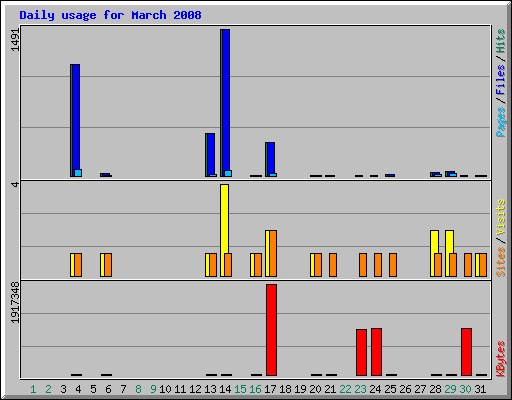 Daily usage for March 2008
1491
Pages / Files / Hits
4
Sites / Visits
1917348
KBytes
1 2 3 4 5 6 7 8 9 10 11 12 13 14 15 16 17 18 19 20 21 22 23 24 25 26 27 28 29 30 31